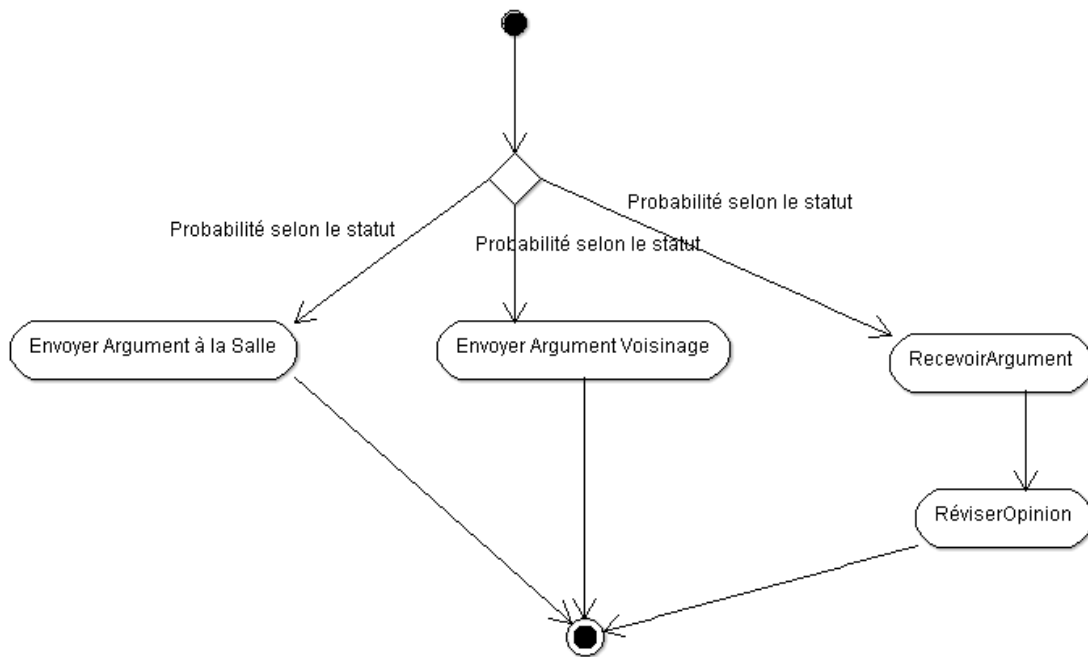 Probabilité selon le statut
Probabilité selon le statut
Probabilité selon le statut
Envoyer Argument à la Salle
Envoyer Argument Voisinage
RecevoirArgument
RéviserOpinion